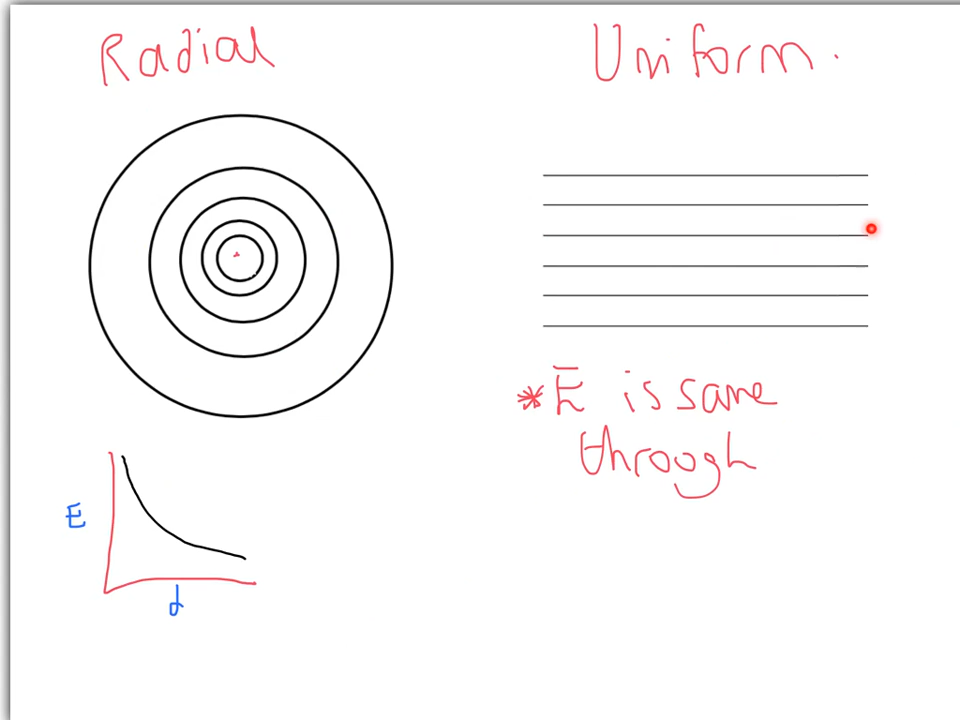 Radial
Uniform.
* E is same
through
E
d